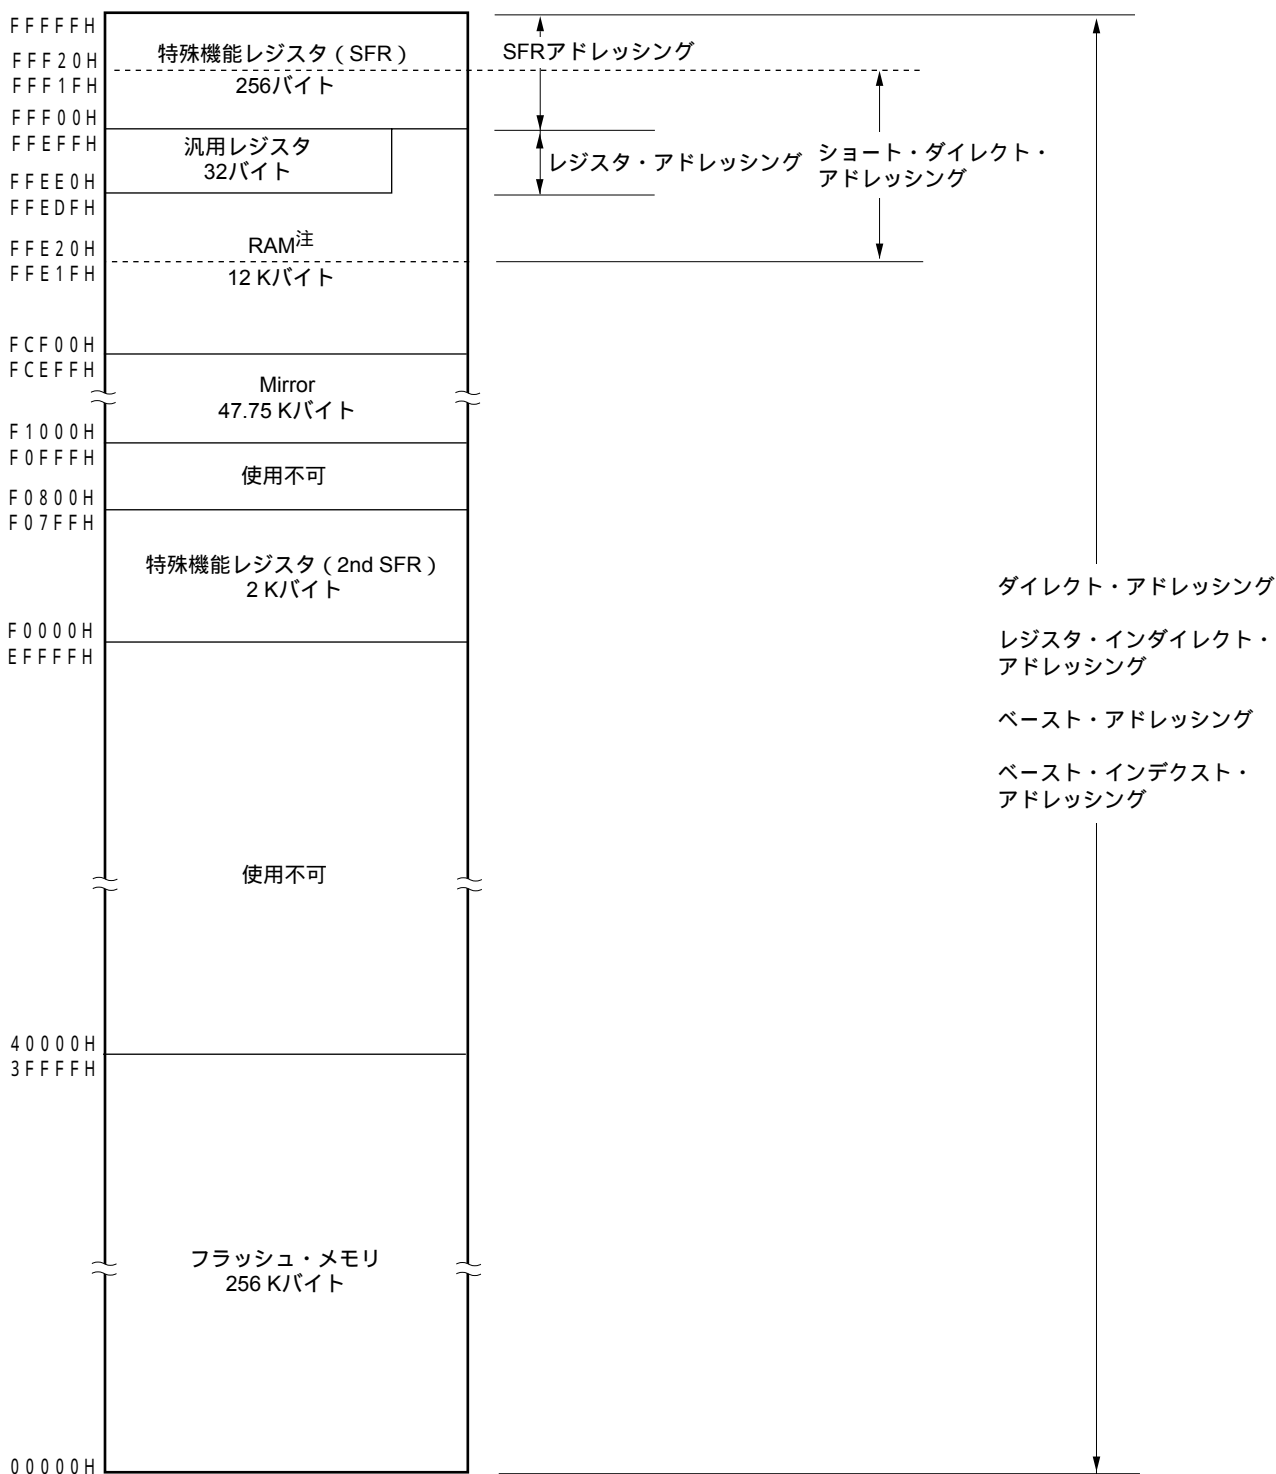 FFFFFH
特殊機能レジスタ（SFR）
256バイト
SFRアドレッシング
FFF20H
FFF1FH
FFF00H
FFEFFH
汎用レジスタ
32バイト
レジスタ・アドレッシング
ショート・ダイレクト・
アドレッシング
FFEE0H
FFEDFH
RAM注
12 Kバイト
FFE20H
FFE1FH
FCF00H
FCEFFH
Mirror
47.75 Kバイト
F1000H
F0FFFH
使用不可
F0800H
F07FFH
特殊機能レジスタ（2nd SFR）
2 Kバイト
ダイレクト・アドレッシング
レジスタ・インダイレクト・
アドレッシング
ベースト・アドレッシング
ベースト・インデクスト・
アドレッシング
F0000H
EFFFFH
使用不可
40000H
3FFFFH
フラッシュ・メモリ
256 Kバイト
00000H